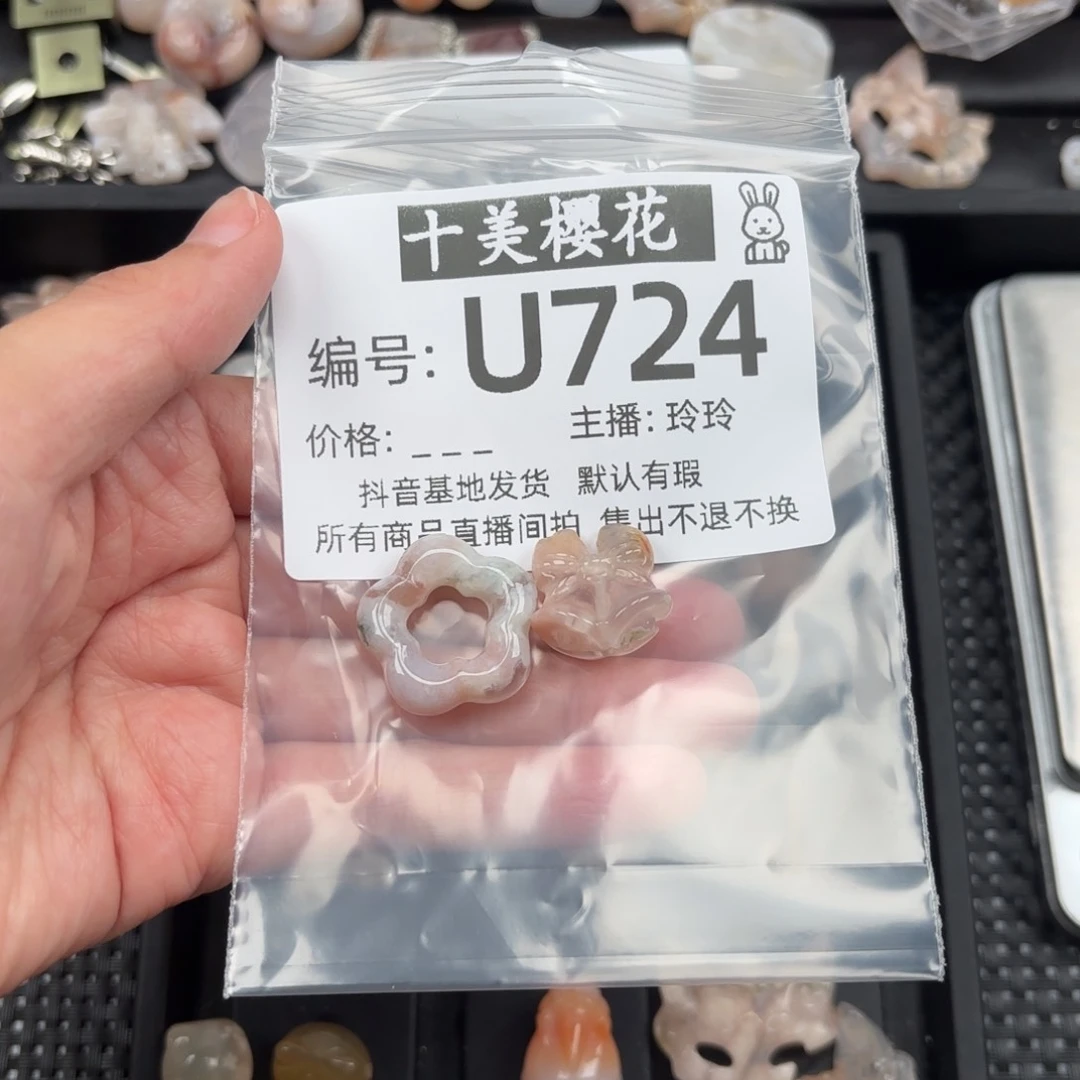 十美樱花
编号: U724
价格: _ _ _ 主播: 玲玲
抖音基地发货 默认有瑕
所有商品直播间拍 售出不退不换